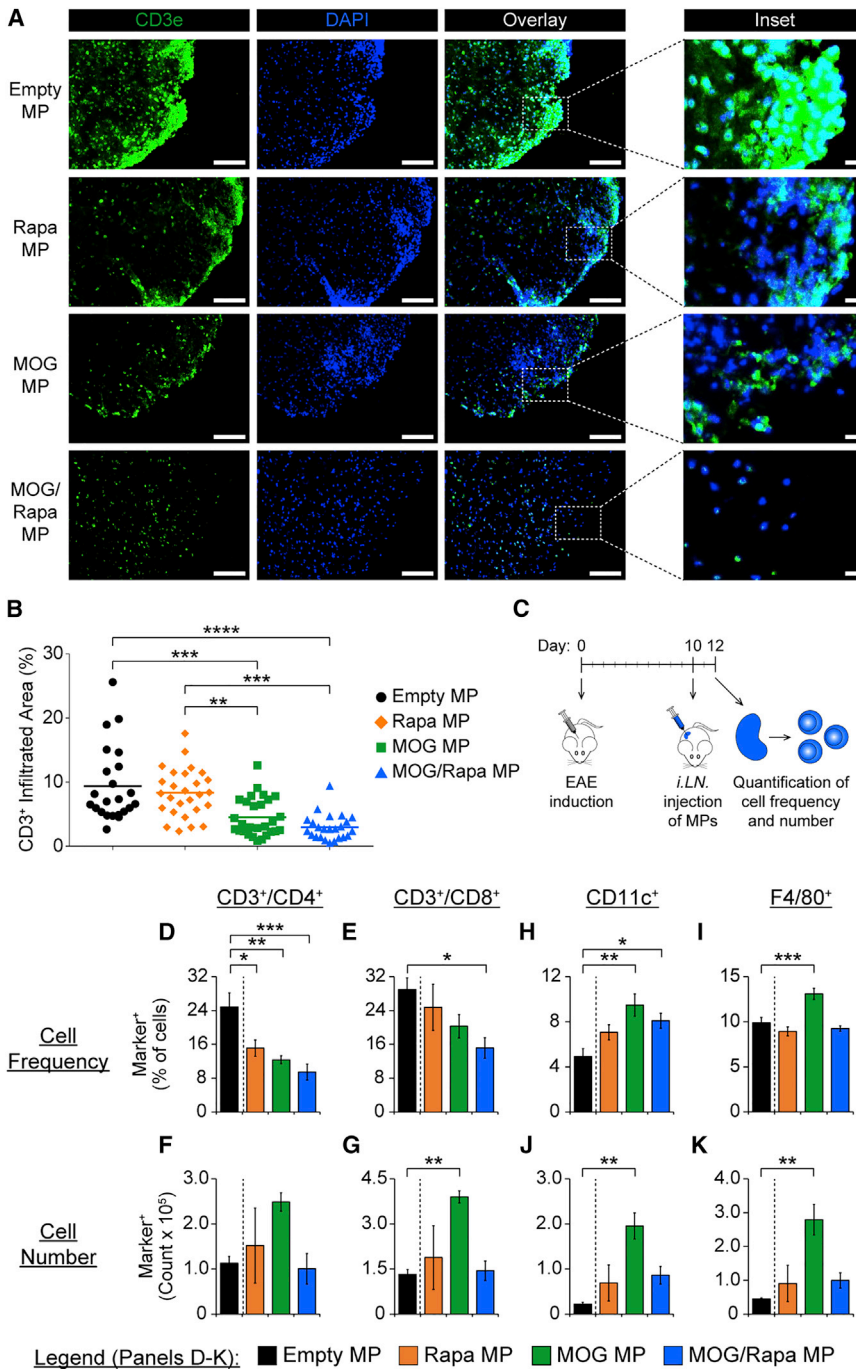 A
CD3e DAPI Overlay Inset
Empty
MP
Rapa
MP
MOG
MP
MOG/
Rapa
MP
B
CD3⁺ Infiltrated Area (%)
30
20
10
0
****
***
***
**
Empty MP
Rapa MP
MOG MP
MOG/Rapa MP
C
Day: 0 10 12
EAE
induction
i.LN.
injection
of MPs
Quantification of
cell frequency
and number
CD3⁺/CD4⁺ CD3⁺/CD8⁺ CD11c⁺ F4/80⁺
Cell
Frequency
Marker⁺
(% of cells)
D
***
**
*
32
24
16
8
0
E
*
32
24
16
8
0
H
*
**
12
8
4
0
I
***
15
10
5
0
Cell
Number
Marker⁺
(Count x 10⁵)
F
3.0
2.0
1.0
0
G
**
4.5
3.0
1.5
0
J
**
3.0
2.0
1.0
0
K
**
4.0
3.0
2.0
1.0
0
Legend (Panels D-K): Empty MP Rapa MP MOG MP MOG/Rapa MP